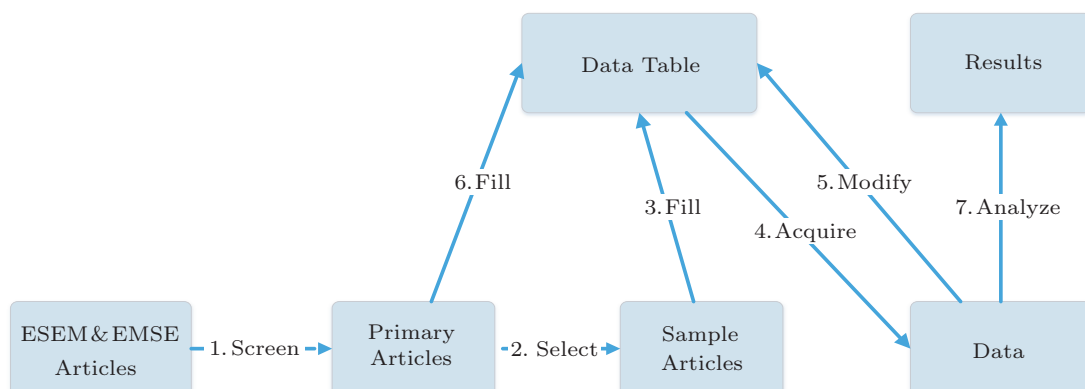 Data Table
Results
6. Fill
5. Modify
3. Fill
7. Analyze
4. Acquire
ESEM & EMSE
Articles
1. Screen
Primary
Articles
2. Select
Sample
Articles
Data